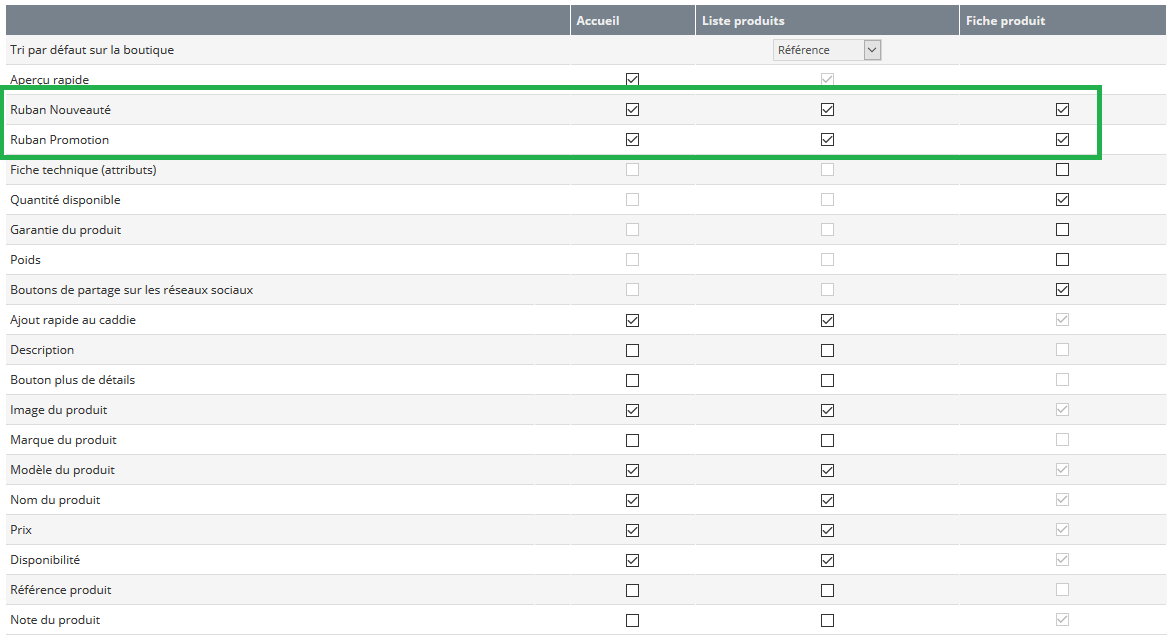 Accueil Liste produits Fiche produit
Tri par défaut sur la boutique Référence
Aperçu rapide
Ruban Nouveauté
Ruban Promotion
Fiche technique (attributs)
Quantité disponible
Garantie du produit
Poids
Boutons de partage sur les réseaux sociaux
Ajout rapide au caddie
Description
Bouton plus de détails
Image du produit
Marque du produit
Modèle du produit
Nom du produit
Prix
Disponibilité
Référence produit
Note du produit